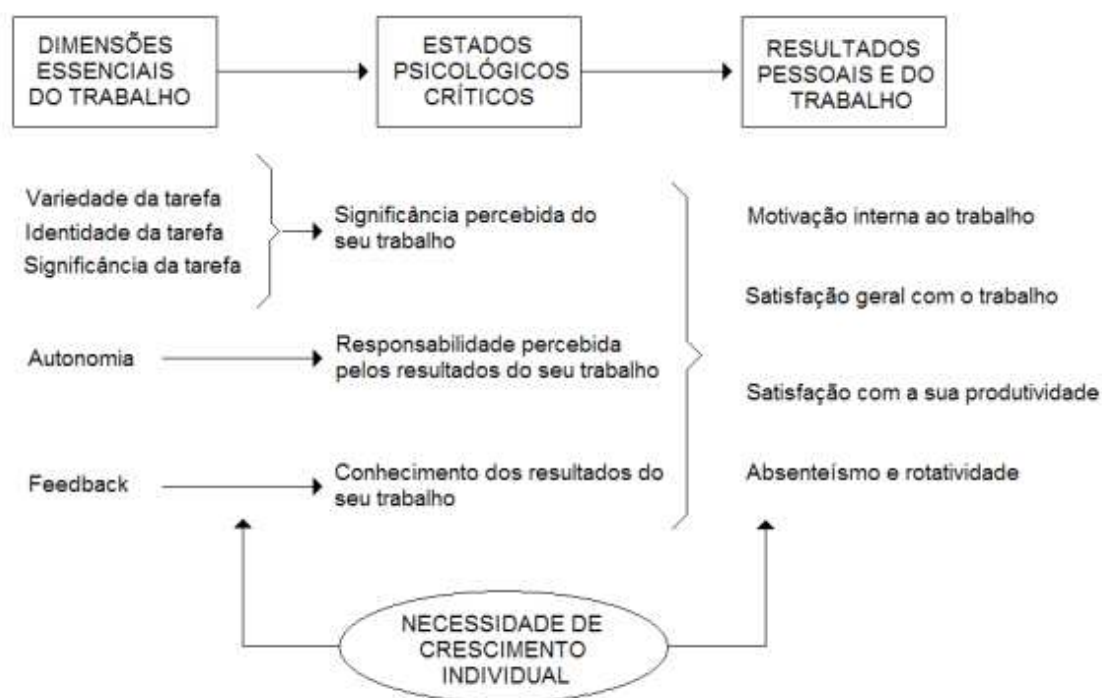 DIMENSÕES
ESSENCIAIS
DO TRABALHO
ESTADOS
PSICOLÓGICOS
CRÍTICOS
RESULTADOS
PESSOAIS E DO
TRABALHO
Variedade da tarefa
Identidade da tarefa
Significância da tarefa
Significância percebida do
seu trabalho
Autonomia
Responsabilidade percebida
pelos resultados do seu trabalho
Feedback
Conhecimento dos resultados do
seu trabalho
Motivação interna ao trabalho
Satisfação geral com o trabalho
Satisfação com a sua produtividade
Absenteísmo e rotatividade
NECESSIDADE DE
CRESCIMENTO
INDIVIDUAL